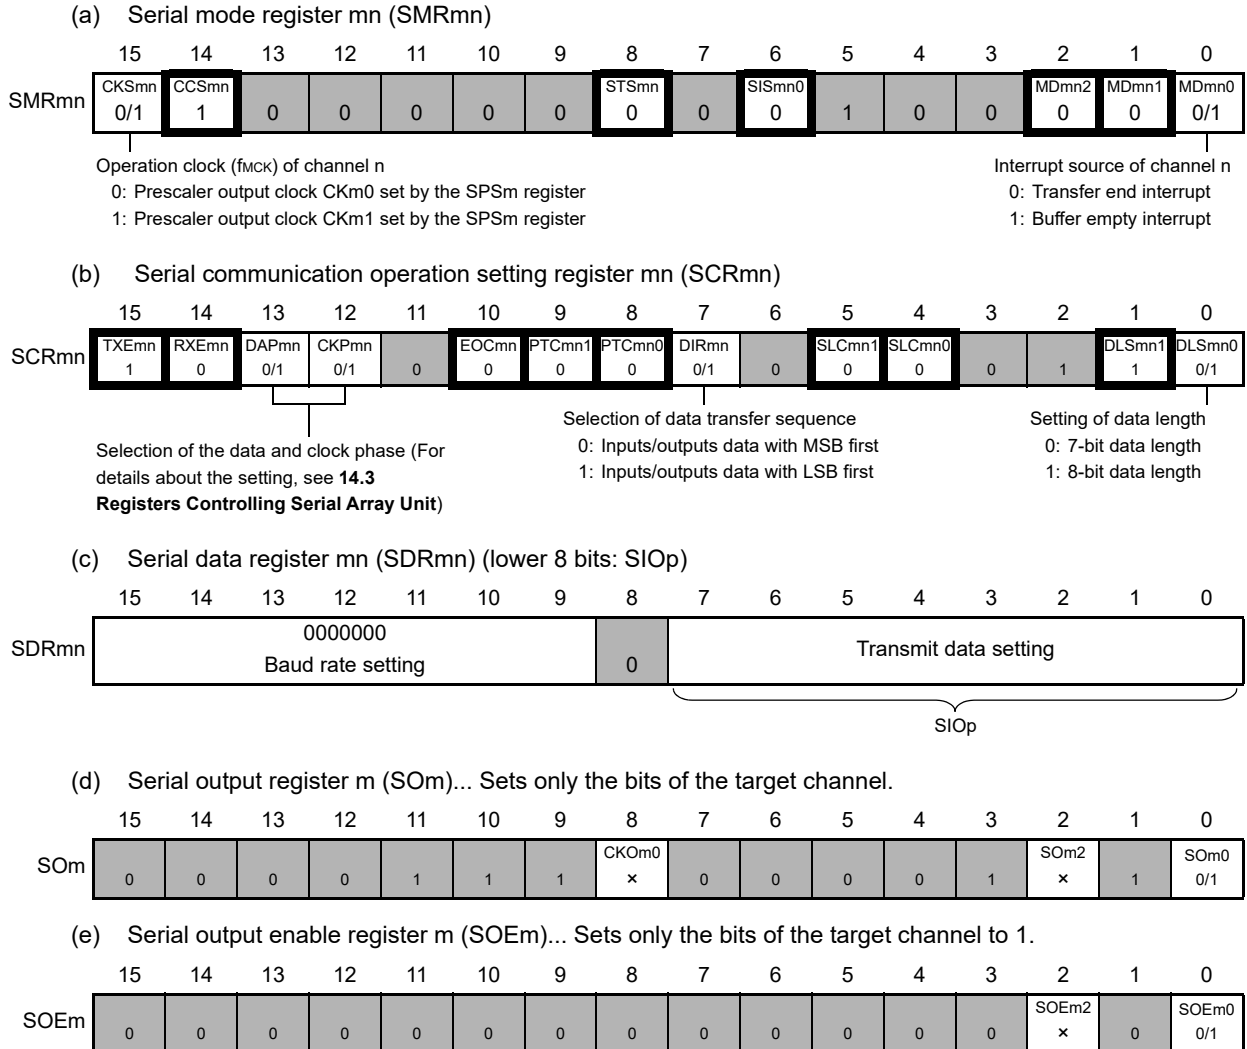 (a) Serial mode register mn (SMRmn)
15 14 13 12 11 10 9 8 7 6 5 4 3 2 1 0
CKSmn CCSmn STSmn SISmn0 MDmn2 MDmn1 MDmn0
SMRmn 0/1 1 0 0 0 0 0 0 0 0 1 0 0 0 0 0/1
Operation clock (fMCK) of channel n Interrupt source of channel n
0: Prescaler output clock CKm0 set by the SPSm register 0: Transfer end interrupt
1: Prescaler output clock CKm1 set by the SPSm register 1: Buffer empty interrupt
(b) Serial communication operation setting register mn (SCRmn)
15 14 13 12 11 10 9 8 7 6 5 4 3 2 1 0
TXEmn RXEmn DAPmn CKPmn EOCmn PTCmn1 PTCmn0 DIRmn SLCmn1 SLCmn0 DLSmn1 DLSmn0
SCRmn 1 0 0/1 0/1 0 0 0 0 0/1 0 0 0 0 1 1 0/1
Selection of data transfer sequence Setting of data length
0: Inputs/outputs data with MSB first 0: 7-bit data length
1: Inputs/outputs data with LSB first 1: 8-bit data length
Selection of the data and clock phase (For
details about the setting, see 14.3
Registers Controlling Serial Array Unit)
(c) Serial data register mn (SDRmn) (lower 8 bits: SIOp)
15 14 13 12 11 10 9 8 7 6 5 4 3 2 1 0
0000000
SDRmn Baud rate setting 0 Transmit data setting
SIOp
(d) Serial output register m (SOm)... Sets only the bits of the target channel.
15 14 13 12 11 10 9 8 7 6 5 4 3 2 1 0
CKOm0 SOm2 SOm0
SOm 0 0 0 0 1 1 1 × 0 0 0 0 1 × 1 0/1
(e) Serial output enable register m (SOEm)... Sets only the bits of the target channel to 1.
15 14 13 12 11 10 9 8 7 6 5 4 3 2 1 0
SOEm2 SOEm0
SOEm 0 0 0 0 0 0 0 0 0 0 0 0 0 × 0 0/1